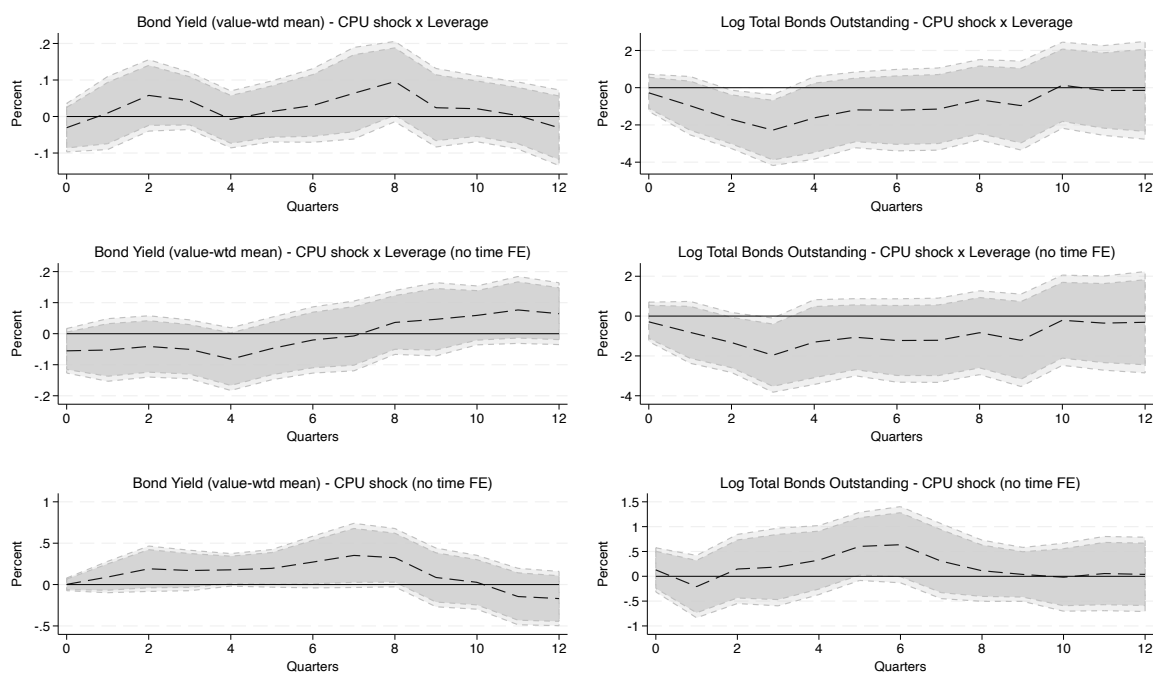 Bond Yield (value-wtd mean) - CPU shock x Leverage
.2
.1
0
-.1
Percent
0 2 4 6 8 10 12
Quarters
Log Total Bonds Outstanding - CPU shock x Leverage
2
0
-2
-4
Percent
0 2 4 6 8 10 12
Quarters
Bond Yield (value-wtd mean) - CPU shock x Leverage (no time FE)
.2
.1
0
-.1
-.2
Percent
0 2 4 6 8 10 12
Quarters
Log Total Bonds Outstanding - CPU shock x Leverage (no time FE)
2
0
-2
-4
Percent
0 2 4 6 8 10 12
Quarters
Bond Yield (value-wtd mean) - CPU shock (no time FE)
1
.5
0
-.5
Percent
0 2 4 6 8 10 12
Quarters
Log Total Bonds Outstanding - CPU shock (no time FE)
1.5
1
.5
0
-.5
-1
Percent
0 2 4 6 8 10 12
Quarters